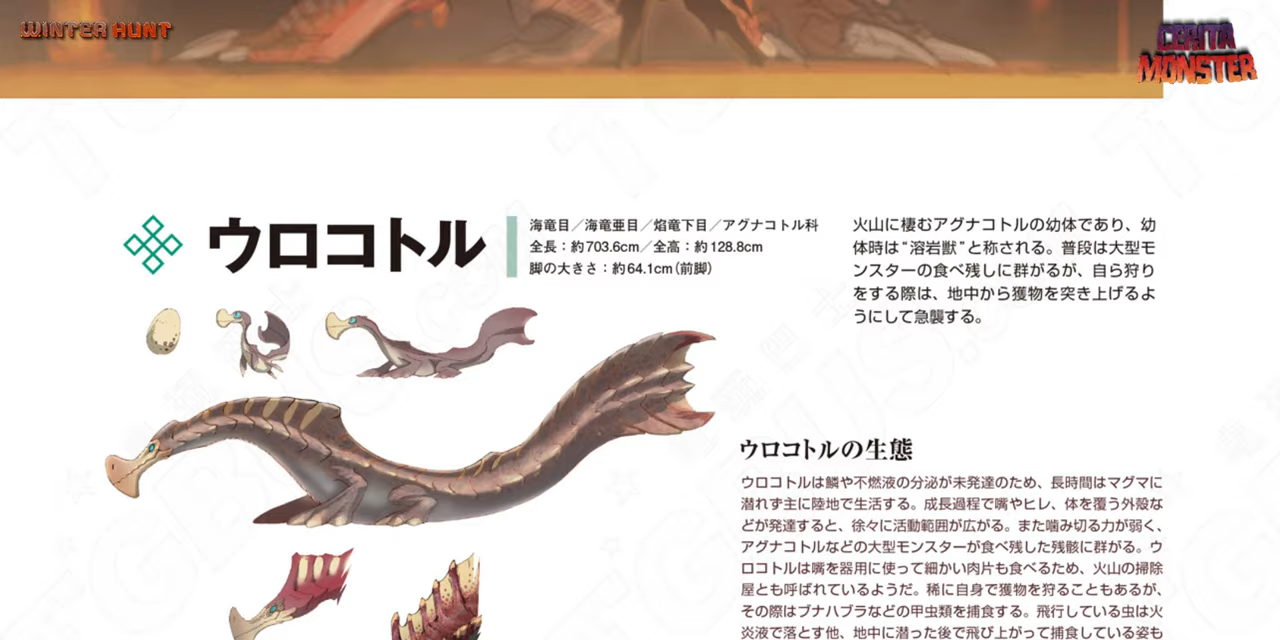 WINTER HUNT
CERITA
MONSTER
ウロコトル
海竜目／海竜亜目／焰竜下目／アグナコトル科
全長：約703.6cm／全高：約128.8cm
脚の大きさ：約64.1cm（前脚）
火山に棲むアグナコトルの幼体であり、幼
体時は“溶岩獣”と称される。普段は大型モ
ンスターの食べ残しに群がるが、自ら狩り
をする際は、地中から獲物を突き上げるよ
うにして急襲する。
ウロコトルの生態
ウロコトルは鱗や不燃液の分泌が未発達のため、長時間はマグマに
潜れず主に陸地で生活する。成長過程で嘴やヒレ、体を覆う外殻な
どが発達すると、徐々に活動範囲が広がる。また噛み切る力が弱く、
アグナコトルなどの大型モンスターが食べ残した残骸に群がる。ウ
ロコトルは嘴を器用に使って細かい肉片も食べるため、火山の掃除
屋とも呼ばれているようだ。稀に自身で獲物を狩ることもあるが、
その際はブナハブラなどの甲虫類を捕食する。飛行している虫は火
炎液で落とす他、地中に潜った後で飛び上がって捕食している姿も